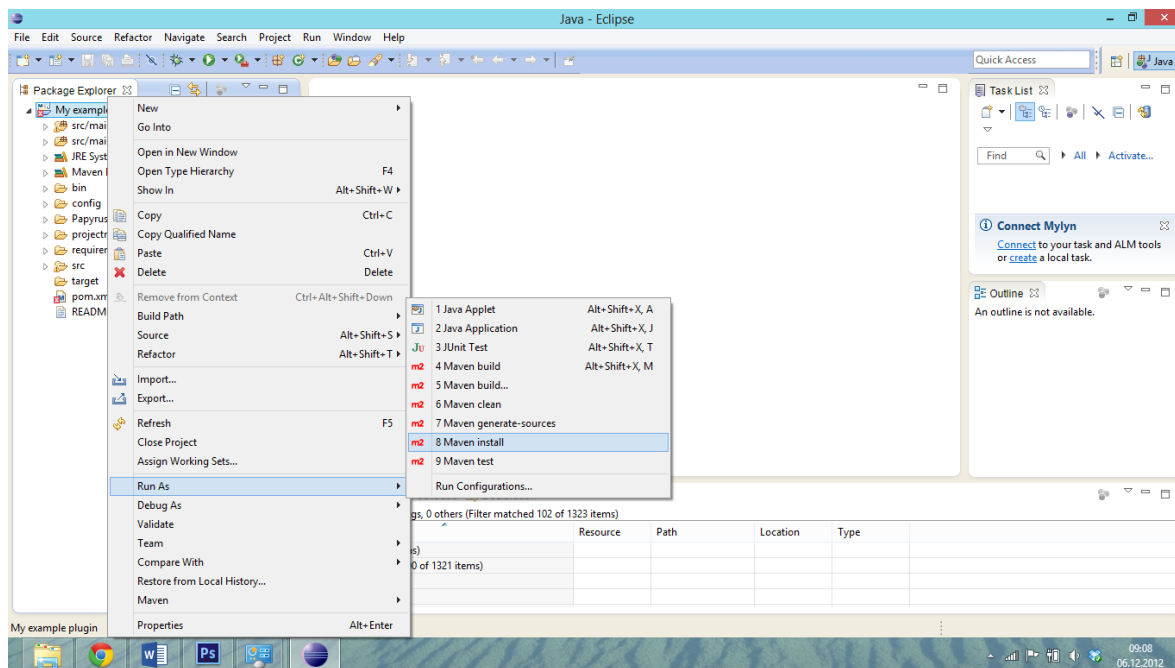 Java - Eclipse
File Edit Source Refactor Navigate Search Project Run Window Help
Quick Access
Java
Package Explorer
My example
src/mai
src/mai
JRE Syst
Maven
bin
config
Papyrus
projectr
requirer
src
target
pom.xm
READM
New
Go Into
Open in New Window
Open Type Hierarchy F4
Show In Alt+Shift+W
Copy Ctrl+C
Copy Qualified Name
Paste Ctrl+V
Delete Delete
Remove from Context Ctrl+Alt+Shift+Down
Build Path
Source Alt+Shift+S
Refactor Alt+Shift+T
Import...
Export...
Refresh F5
Close Project
Assign Working Sets...
Run As
Debug As
Validate
Team
Compare With
Restore from Local History...
Maven
Properties Alt+Enter
1 Java Applet Alt+Shift+X, A
2 Java Application Alt+Shift+X, J
Ju 3 JUnit Test Alt+Shift+X, T
m2 4 Maven build Alt+Shift+X, M
m2 5 Maven build...
m2 6 Maven clean
m2 7 Maven generate-sources
m2 8 Maven install
m2 9 Maven test
Run Configurations...
Task List
Find All Activate...
Connect Mylyn
Connect to your task and ALM tools
or create a local task.
Outline
An outline is not available.
gs, 0 others (Filter matched 102 of 1323 items)
Resource Path Location Type
s)
0 of 1321 items)
My example plugin
W Ps
09:08
06.12.2012